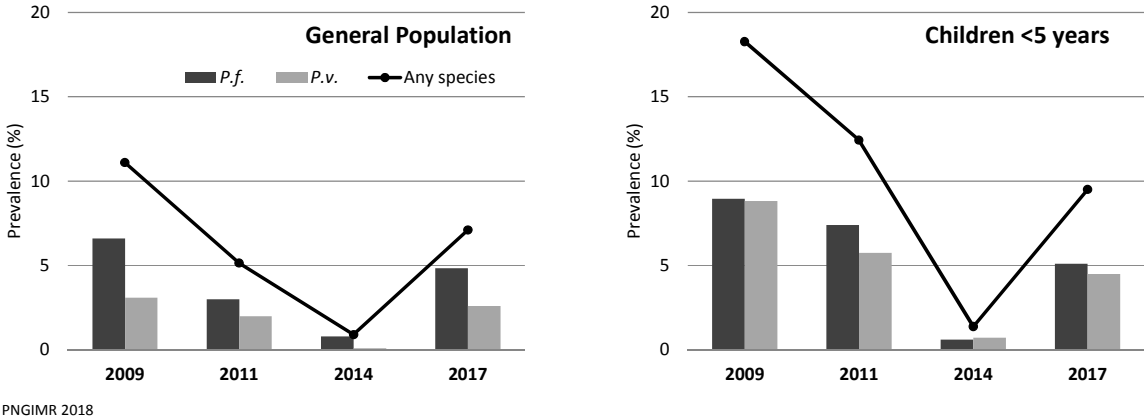 General Population
P.f. P.v. Any species
Prevalence (%)
20
15
10
5
0
2009 2011 2014 2017
Children <5 years
Prevalence (%)
20
15
10
5
0
2009 2011 2014 2017
PNGIMR 2018